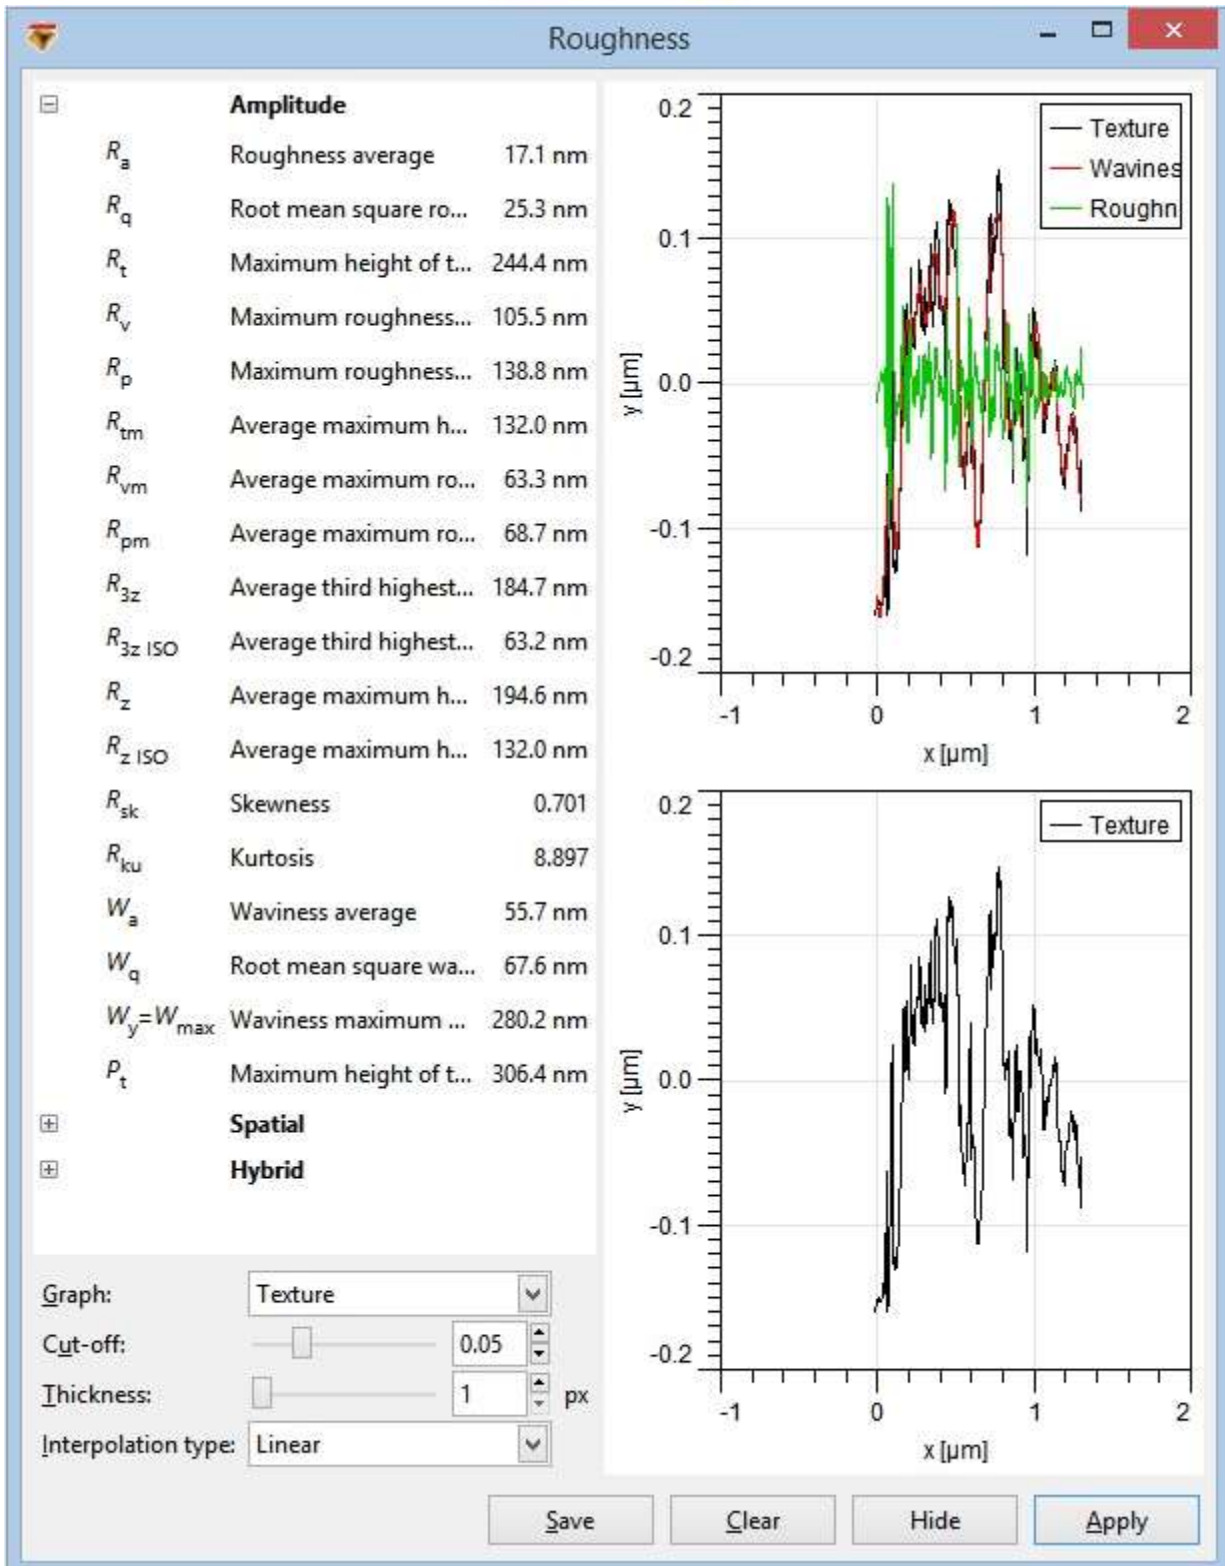 Roughness
Amplitude
Ra Roughness average 17.1 nm
Rq Root mean square ro... 25.3 nm
Rt Maximum height of t... 244.4 nm
Rv Maximum roughness... 105.5 nm
Rp Maximum roughness... 138.8 nm
Rtm Average maximum h... 132.0 nm
Rvm Average maximum ro... 63.3 nm
Rpm Average maximum ro... 68.7 nm
R3z Average third highest... 184.7 nm
R3z ISO Average third highest... 63.2 nm
Rz Average maximum h... 194.6 nm
Rz ISO Average maximum h... 132.0 nm
Rsk Skewness 0.701
Rku Kurtosis 8.897
Wa Waviness average 55.7 nm
Wq Root mean square wa... 67.6 nm
Wy=Wmax Waviness maximum ... 280.2 nm
Pt Maximum height of t... 306.4 nm
Spatial
Hybrid
Graph: Texture
Cut-off: 0.05
Thickness: 1 px
Interpolation type: Linear
0.2
0.1
0.0
-0.1
-0.2
y [µm]
Texture
Wavines
Roughn
-1 0 1 2
x [µm]
0.2
0.1
0.0
-0.1
-0.2
y [µm]
Texture
-1 0 1 2
x [µm]
Save Clear Hide Apply